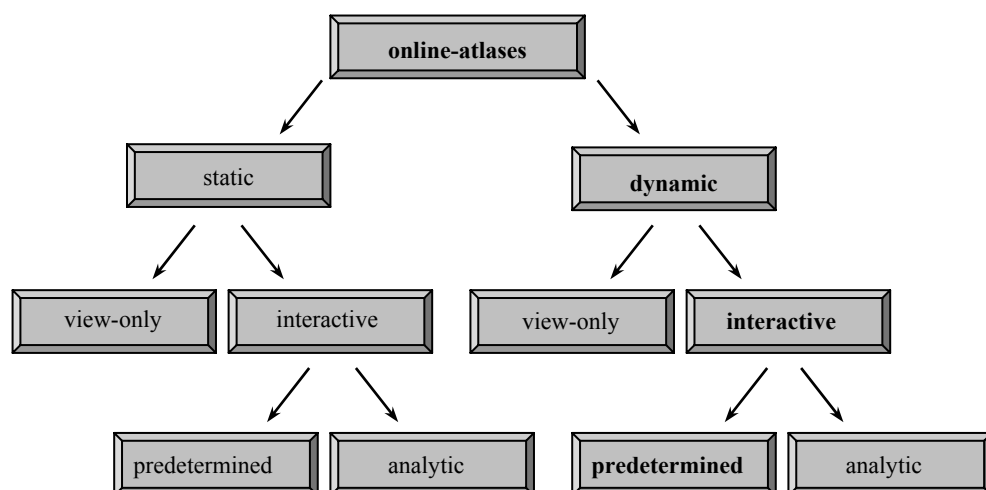 online-atlases
static
dynamic
view-only
interactive
view-only
interactive
predetermined
analytic
predetermined
analytic